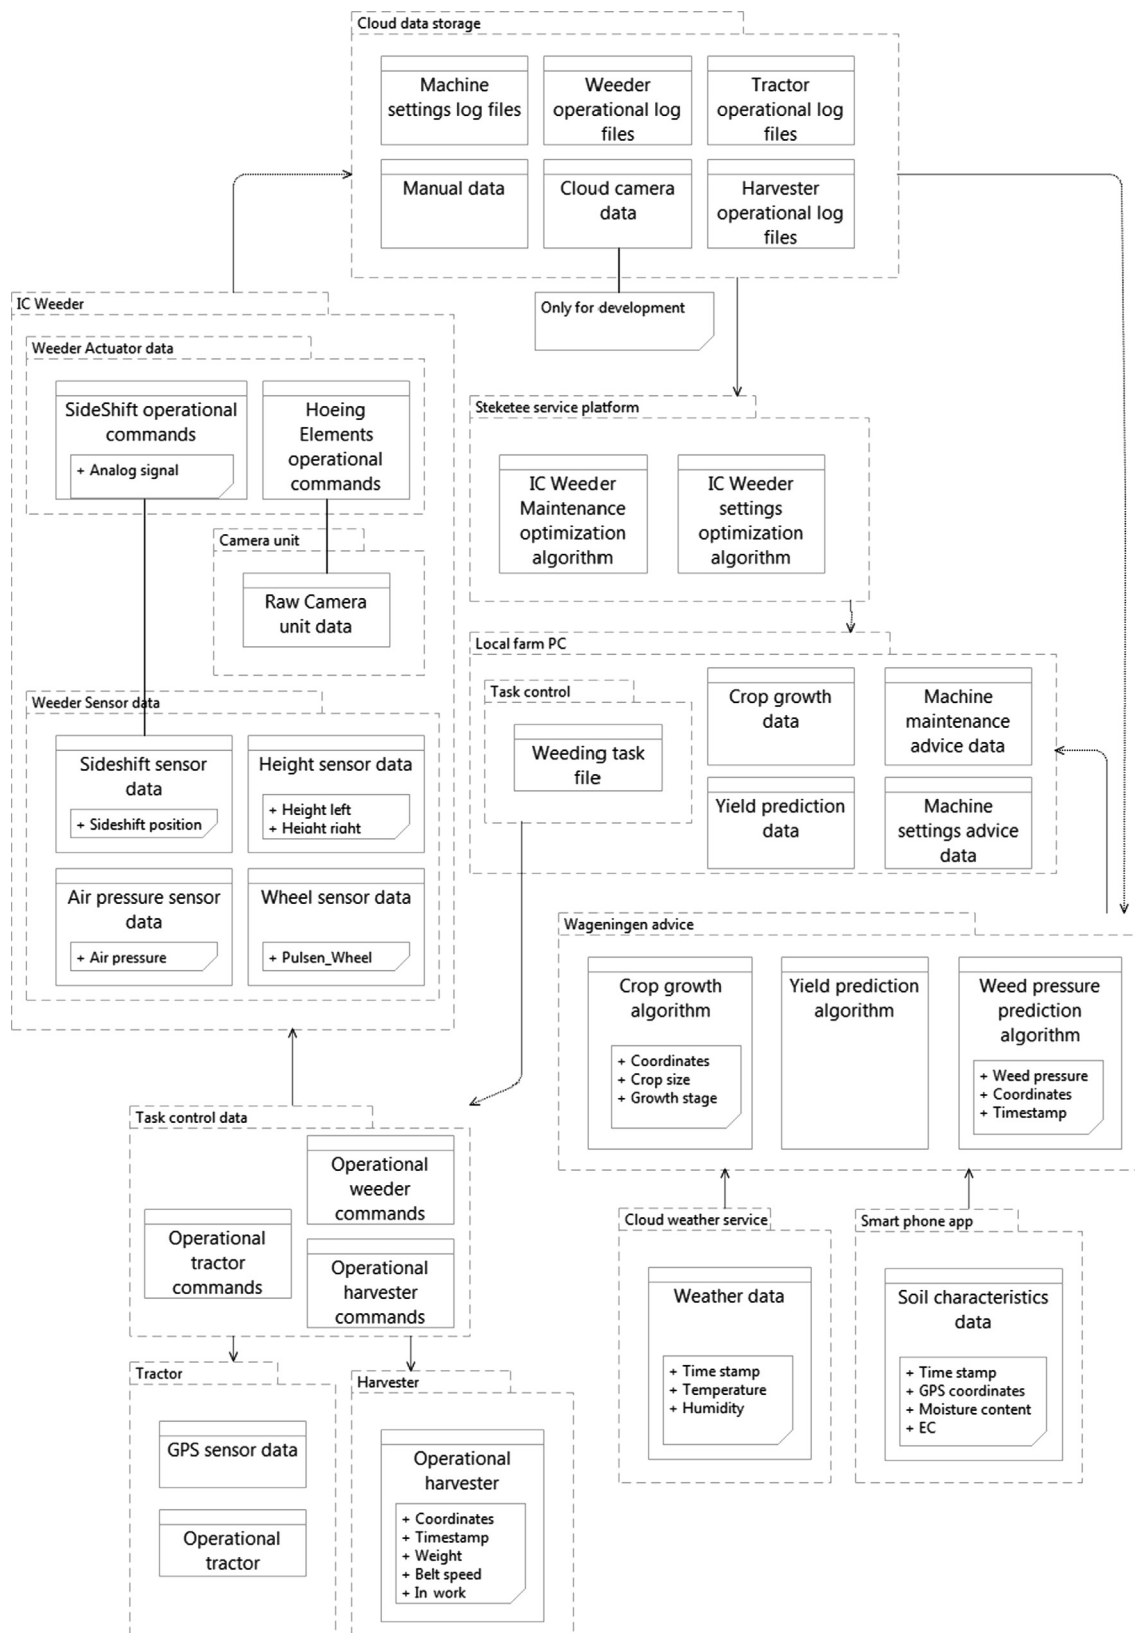 Cloud data storage
Machine
settings log files
Weeder
operational log
files
Tractor
operational log
files
Manual data
Cloud camera
data
Harvester
operational log
files
Only for development
IC Weeder
Weeder Actuator data
SideShift operational
commands
+ Analog signal
Hoeing
Elements
operational
commands
Camera unit
Raw Camera
unit data
Weeder Sensor data
Sideshift sensor
data
+ Sideshift position
Height sensor data
+ Height left
+ Height right
Air pressure sensor
data
+ Air pressure
Wheel sensor data
+ Pulsen_Wheel
Steketee service platform
IC Weeder
Maintenance
optimization
algorithm
IC Weeder
settings
optimization
algorithm
Local farm PC
Task control
Weeding task
file
Crop growth
data
Machine
maintenance
advice data
Yield prediction
data
Machine
settings advice
data
Wageningen advice
Crop growth
algorithm
+ Coordinates
+ Crop size
+ Growth stage
Yield prediction
algorithm
Weed pressure
prediction
algorithm
+ Weed pressure
+ Coordinates
+ Timestamp
Task control data
Operational
weeder
commands
Operational
tractor
commands
Operational
harvester
commands
Cloud weather service
Weather data
+ Time stamp
+ Temperature
+ Humidity
Smart phone app
Soil characteristics
data
+ Time stamp
+ GPS coordinates
+ Moisture content
+ EC
Tractor
GPS sensor data
Operational
tractor
Harvester
Operational
harvester
+ Coordinates
+ Timestamp
+ Weight
+ Belt speed
+ In work